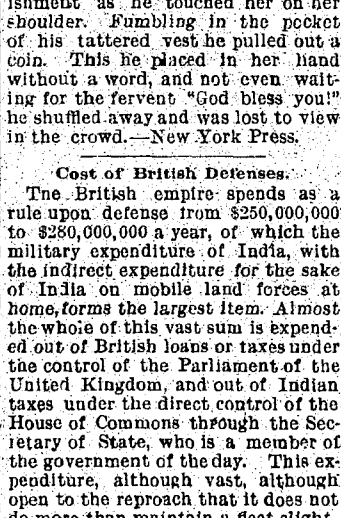 ishment as he touched her on her
shoulder. Fumbling in the pocket
of his tattered vest he pulled out a
coin. This he placed in her hand
without a word, and not even wait-
ing for the fervent "God bless you!"
he shuffled away and was lost to view
in the crowd.—New York Press.
Cost of British Defenses.
Tne British empire spends as a
rule upon defense from $250,000,000
to $280,000,000 a year, of which the
military expenditure of India, with
the indirect expenditure for the sake
of India on mobile land forces at
home, forms the largest item. Almost
the whole of this vast sum is expend-
ed out of British loans or taxes under
the control of the Parliament of the
United Kingdom, and out of Indian
taxes under the direct control of the
House of Commons through the Sec-
retary of State, who is a member of
the government of the day. This ex-
penditure, although vast, although
open to the reproach that it does not
do more than maintain a fleet slight